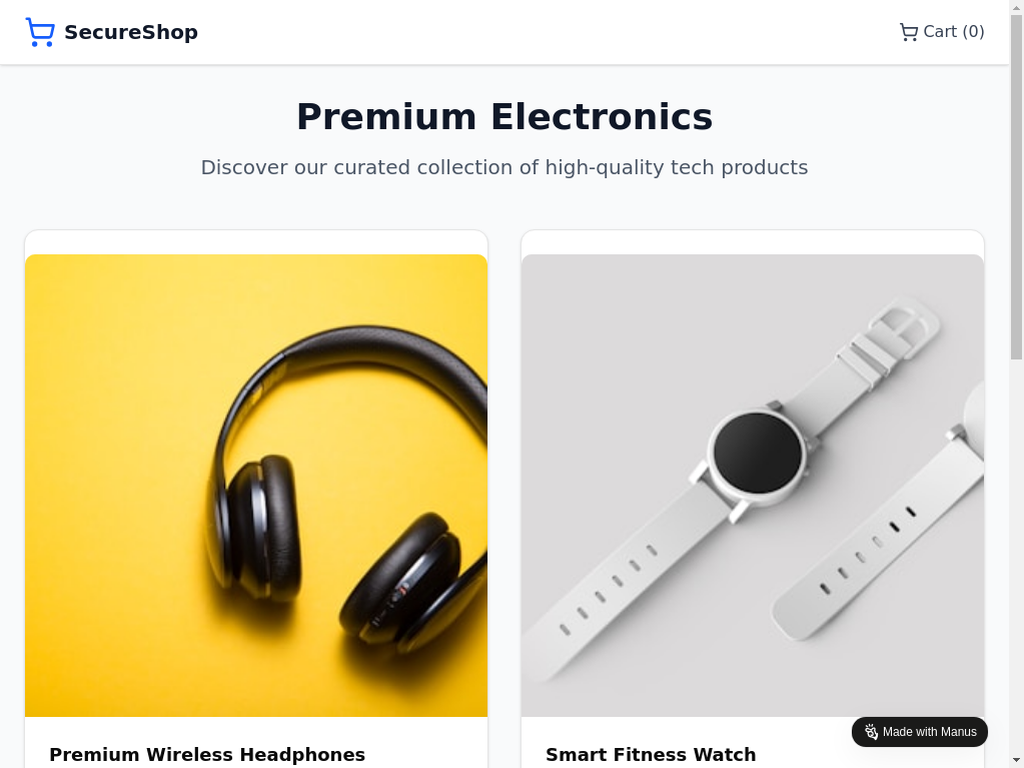 SecureShop
Cart (0)
Premium Electronics
Discover our curated collection of high-quality tech products
Premium Wireless Headphones
Smart Fitness Watch
Made with Manus